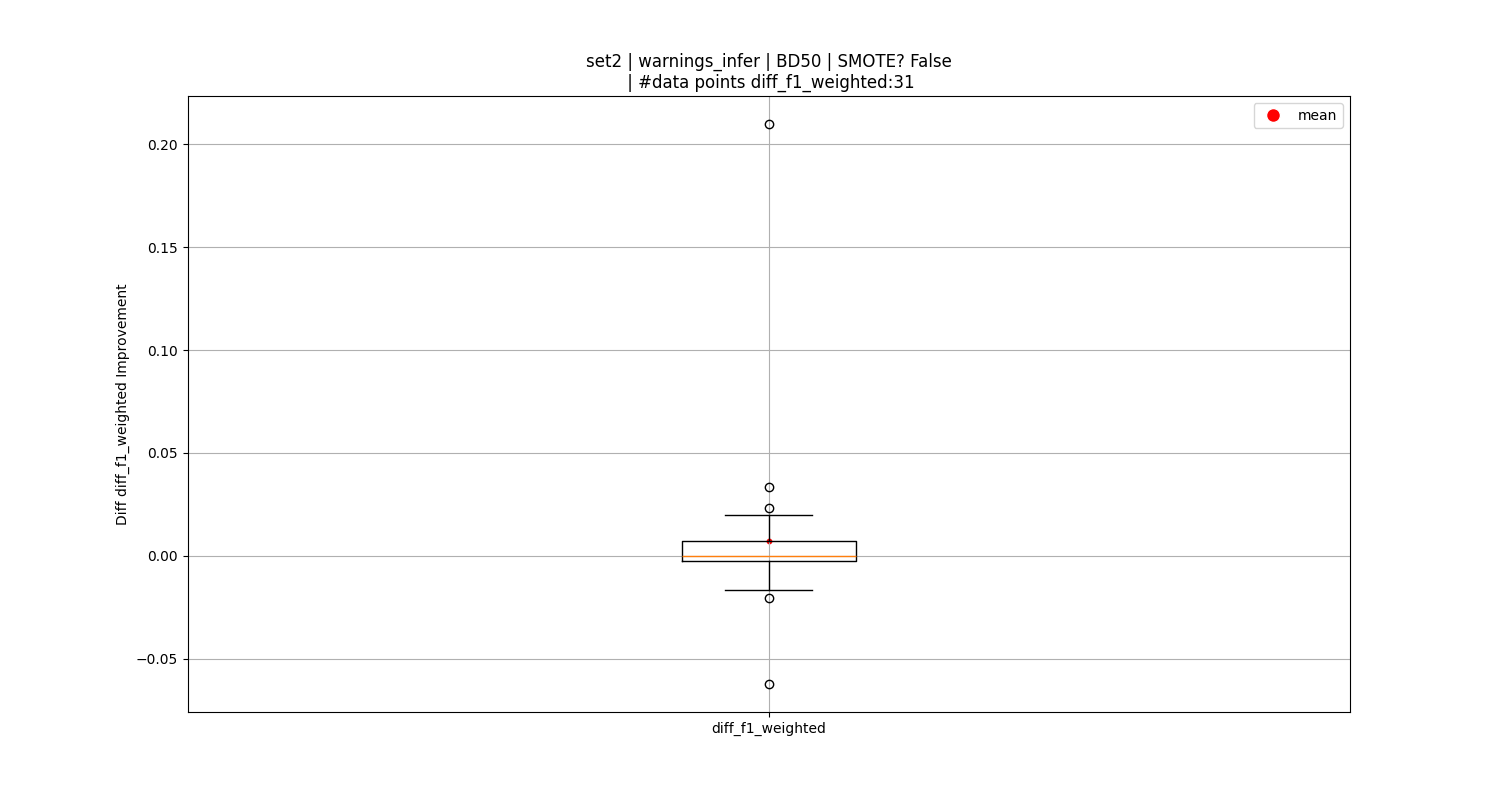 set2 | warnings_infer | BD50 | SMOTE? False
| #data points diff_f1_weighted:31
mean
Diff diff_f1_weighted Improvement
0.20
0.15
0.10
0.05
0.00
−0.05
diff_f1_weighted